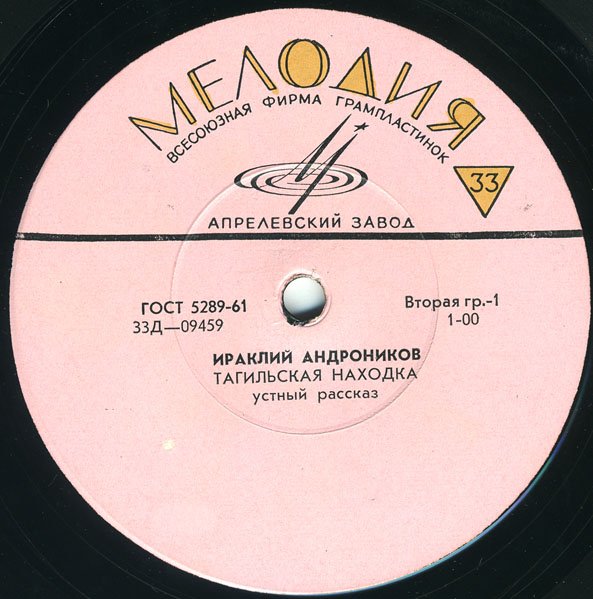 МЕЛОДИЯ
ВСЕСОЮЗНАЯ ФИРМА ГРАМПЛАСТИНОК
33
АПРЕЛЕВСКИЙ ЗАВОД
ГОСТ 5289-61
33Д—09459
Вторая гр.-1
1-00
ИРАКЛИЙ АНДРОНИКОВ
ТАГИЛЬСКАЯ НАХОДКА
устный рассказ